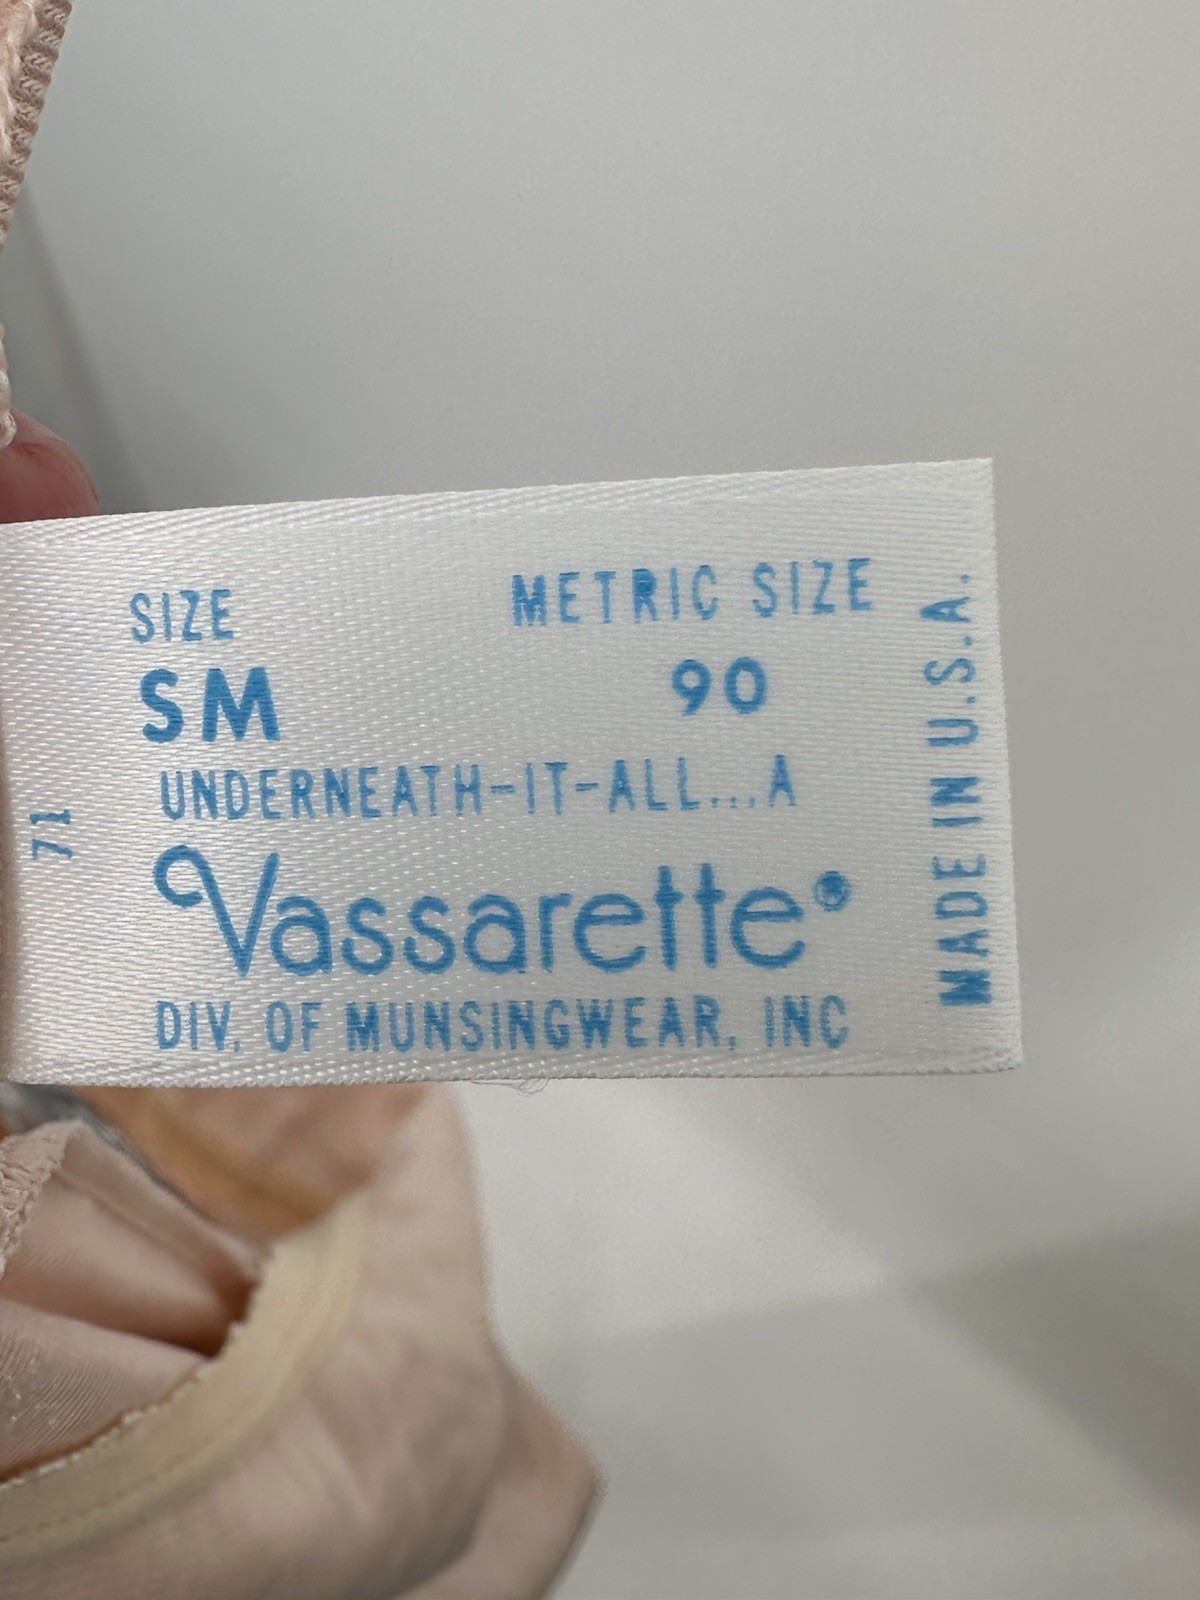 SIZE METRIC SIZE
SM 90
UNDERNEATH-IT-ALL...A
Vassarette®
DIV. OF MUNSINGWEAR, INC
MADE IN U.S.A.
71